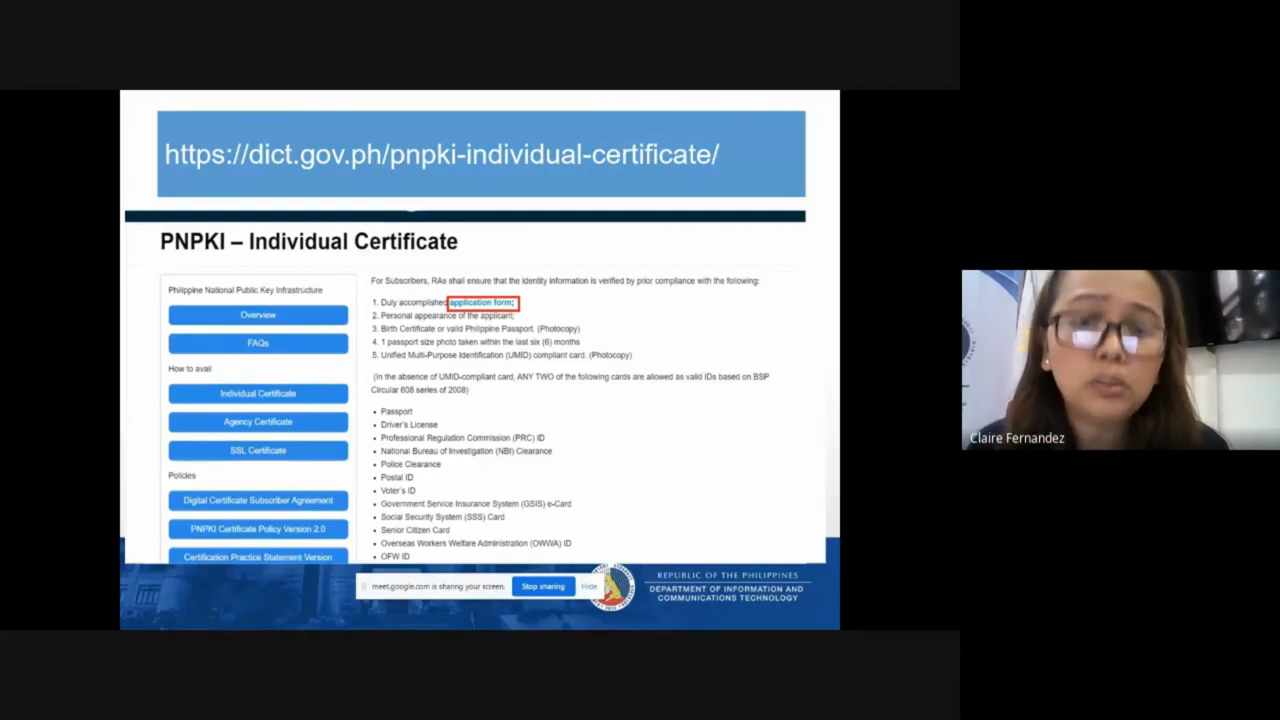 https://dict.gov.ph/pnpki-individual-certificate/
PNPKI – Individual Certificate
Philippine National Public Key Infrastructure
Overview
FAQs
How to avail
Individual Certificate
Agency Certificate
SSL Certificate
Policies
Digital Certificate Subscriber Agreement
PNPKI Certificate Policy Version 2.0
Certification Practice Statement Version
For Subscribers, RAs shall ensure that the identity information is verified by prior compliance with the following:
1. Duly accomplished application form;
2. Personal appearance of the applicant;
3. Birth Certificate or valid Philippine Passport. (Photocopy)
4. 1 passport size photo taken within the last six (6) months
5. Unified Multi-Purpose Identification (UMID) compliant card. (Photocopy)
(In the absence of UMID-compliant card, ANY TWO of the following cards are allowed as valid IDs based on BSP
Circular 608 series of 2008)
• Passport
• Driver's License
• Professional Regulation Commission (PRC) ID
• National Bureau of Investigation (NBI) Clearance
• Police Clearance
• Postal ID
• Voter's ID
• Government Service Insurance System (GSIS) e-Card
• Social Security System (SSS) Card
• Senior Citizen Card
• Overseas Workers Welfare Administration (OWWA) ID
• OFW ID
meet.google.com is sharing your screen.
Stop sharing
Hide
REPUBLIC OF THE PHILIPPINES
DEPARTMENT OF INFORMATION AND
COMMUNICATIONS TECHNOLOGY
Claire Fernandez